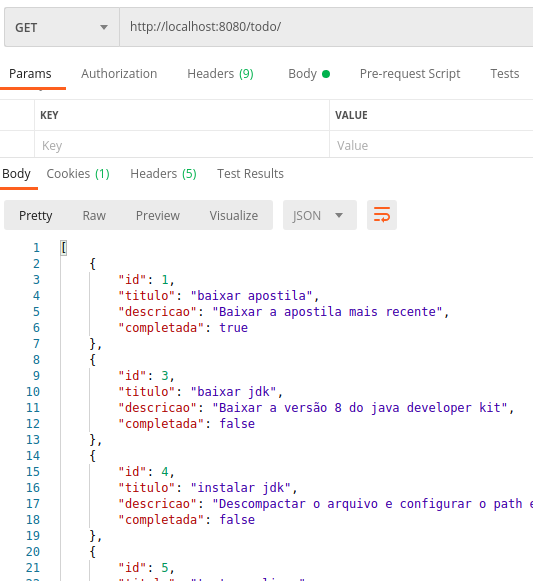 GET http://localhost:8080/todo/
Params Authorization Headers (9) Body Pre-request Script Tests
KEY VALUE
Key Value
Body Cookies (1) Headers (5) Test Results
Pretty Raw Preview Visualize JSON
1 [
2 {
3 "id": 1,
4 "titulo": "baixar apostila",
5 "descricao": "Baixar a apostila mais recente",
6 "completada": true
7 },
8 {
9 "id": 3,
10 "titulo": "baixar jdk",
11 "descricao": "Baixar a versão 8 do java developer kit",
12 "completada": false
13 },
14 {
15 "id": 4,
16 "titulo": "instalar jdk",
17 "descricao": "Descompactar o arquivo e configurar o path
18 "completada": false
19 },
20 {
21 "id": 5,